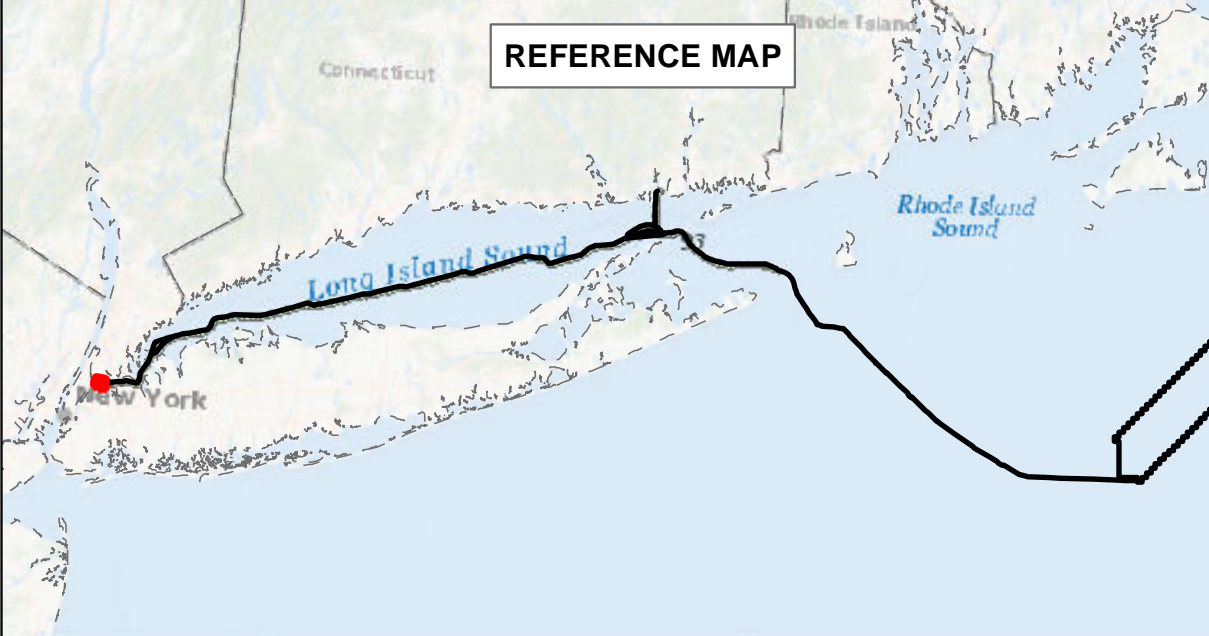 REFERENCE MAP
Rhode Island
Connecticut
Rhode Island
Sound
Long Island Sound
New York